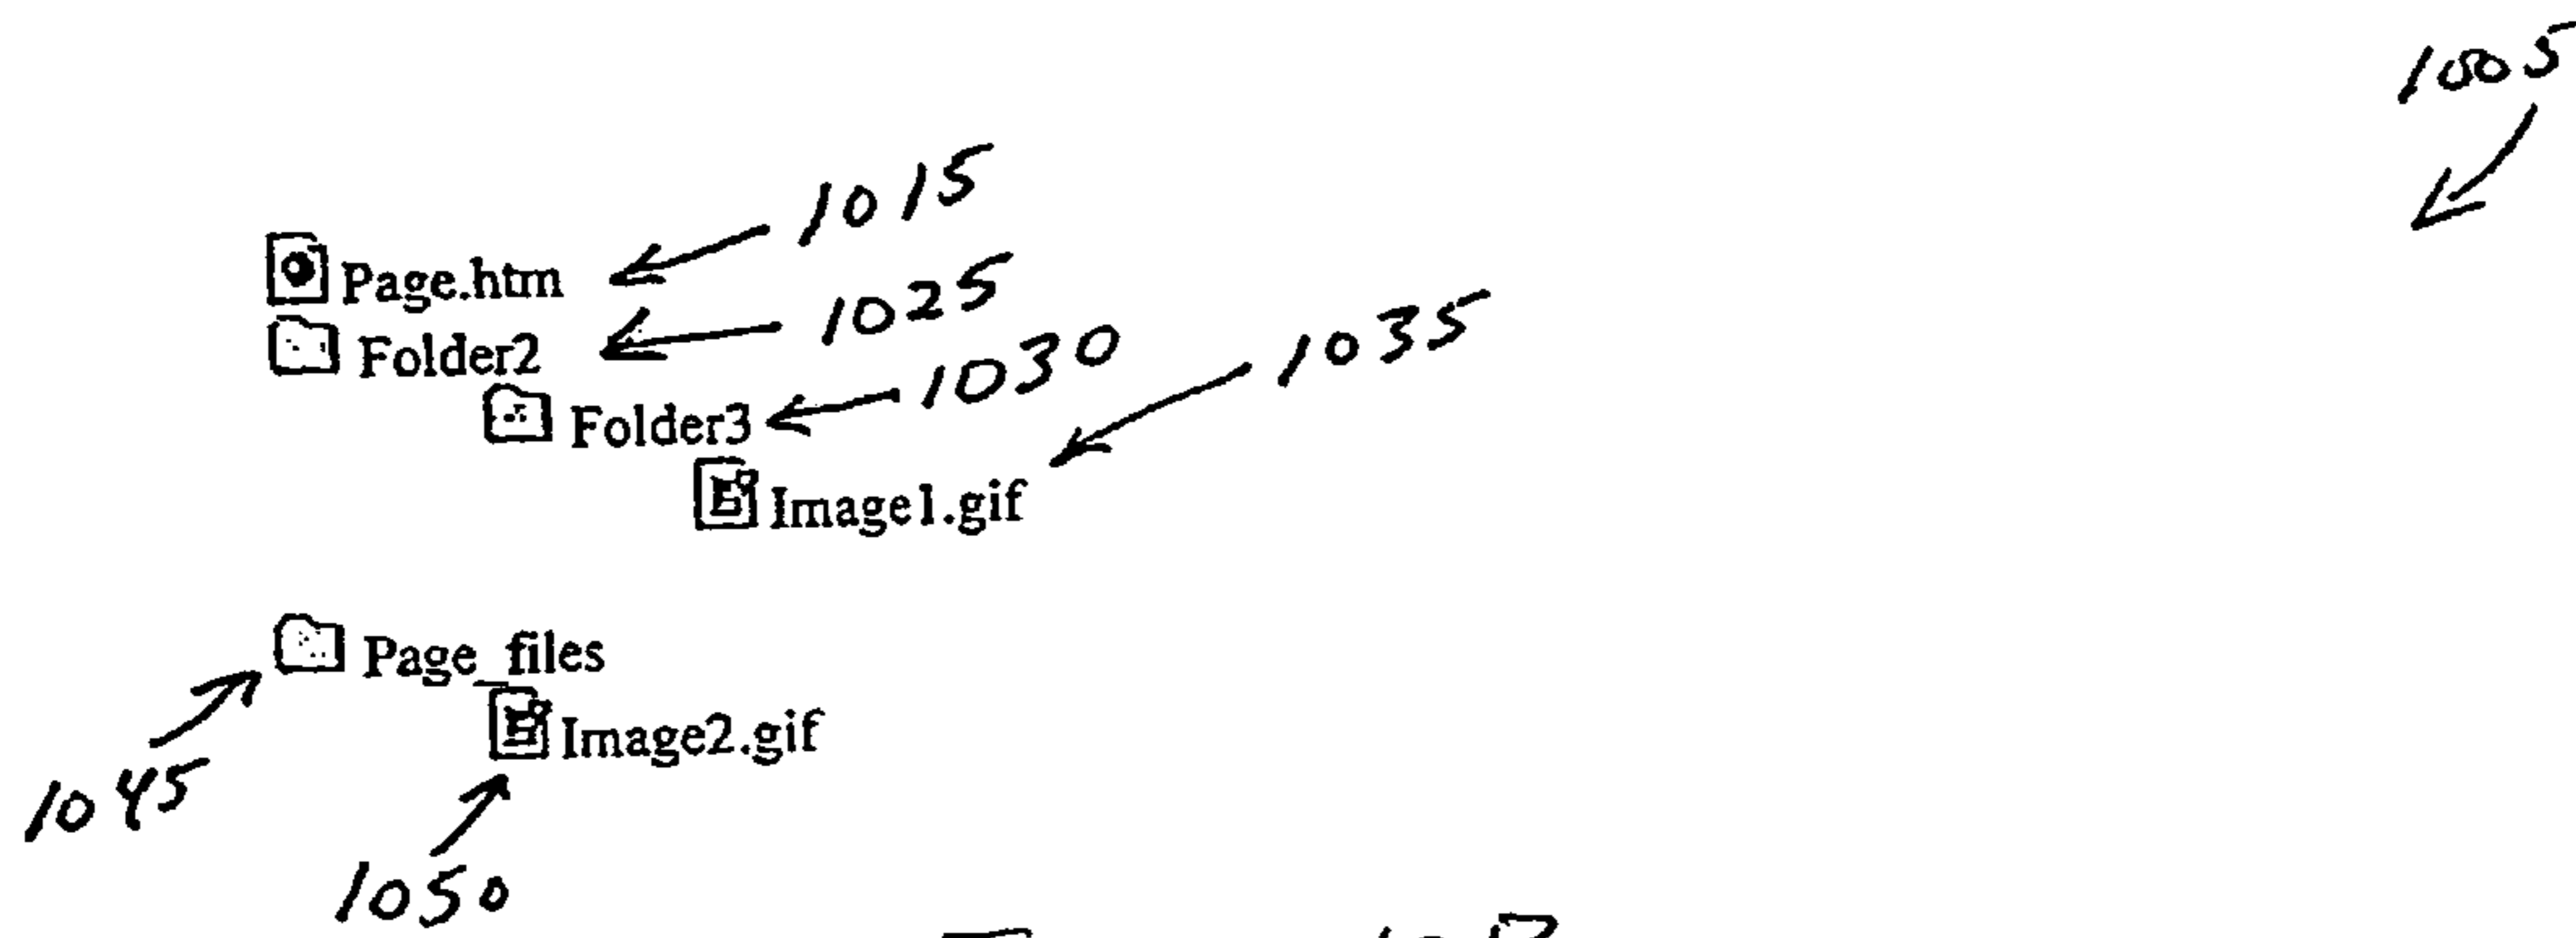 1005
Page.htm 1015
Folder2 1025
Folder3 1030
Image1.gif 1035
Page_files
Image2.gif
1045
1050